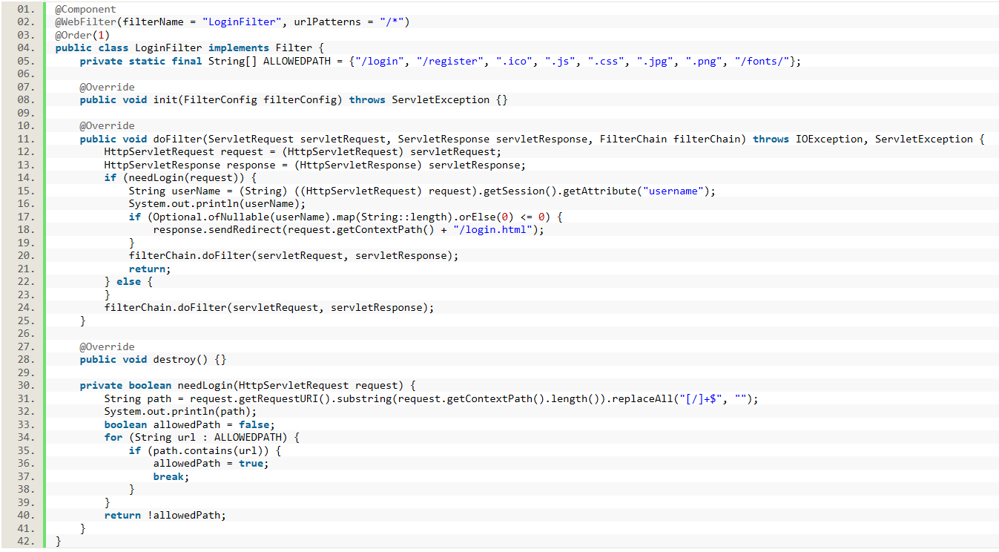 01. @Component
02. @WebFilter(filterName = "LoginFilter", urlPatterns = "/*")
03. @Order(1)
04. public class LoginFilter implements Filter {
05.     private static final String[] ALLOWEDPATH = {"/login", "/register", ".ico", ".js", ".css", ".jpg", ".png", "/fonts/"};
06.
07.     @Override
08.     public void init(FilterConfig filterConfig) throws ServletException {}
09.
10.     @Override
11.     public void doFilter(ServletRequest servletRequest, ServletResponse servletResponse, FilterChain filterChain) throws IOException, ServletException {
12.         HttpServletRequest request = (HttpServletRequest) servletRequest;
13.         HttpServletResponse response = (HttpServletResponse) servletResponse;
14.         if (needLogin(request)) {
15.             String userName = (String) ((HttpServletRequest) request).getSession().getAttribute("username");
16.             System.out.println(userName);
17.             if (Optional.ofNullable(userName).map(String::length).orElse(0) <= 0) {
18.                 response.sendRedirect(request.getContextPath() + "/login.html");
19.             }
20.             filterChain.doFilter(servletRequest, servletResponse);
21.             return;
22.         } else {
23.         }
24.         filterChain.doFilter(servletRequest, servletResponse);
25.     }
26.
27.     @Override
28.     public void destroy() {}
29.
30.     private boolean needLogin(HttpServletRequest request) {
31.         String path = request.getRequestURI().substring(request.getContextPath().length()).replaceAll("[/]+$", "");
32.         System.out.println(path);
33.         boolean allowedPath = false;
34.         for (String url : ALLOWEDPATH) {
35.             if (path.contains(url)) {
36.                 allowedPath = true;
37.                 break;
38.             }
39.         }
40.         return !allowedPath;
41.     }
42. }